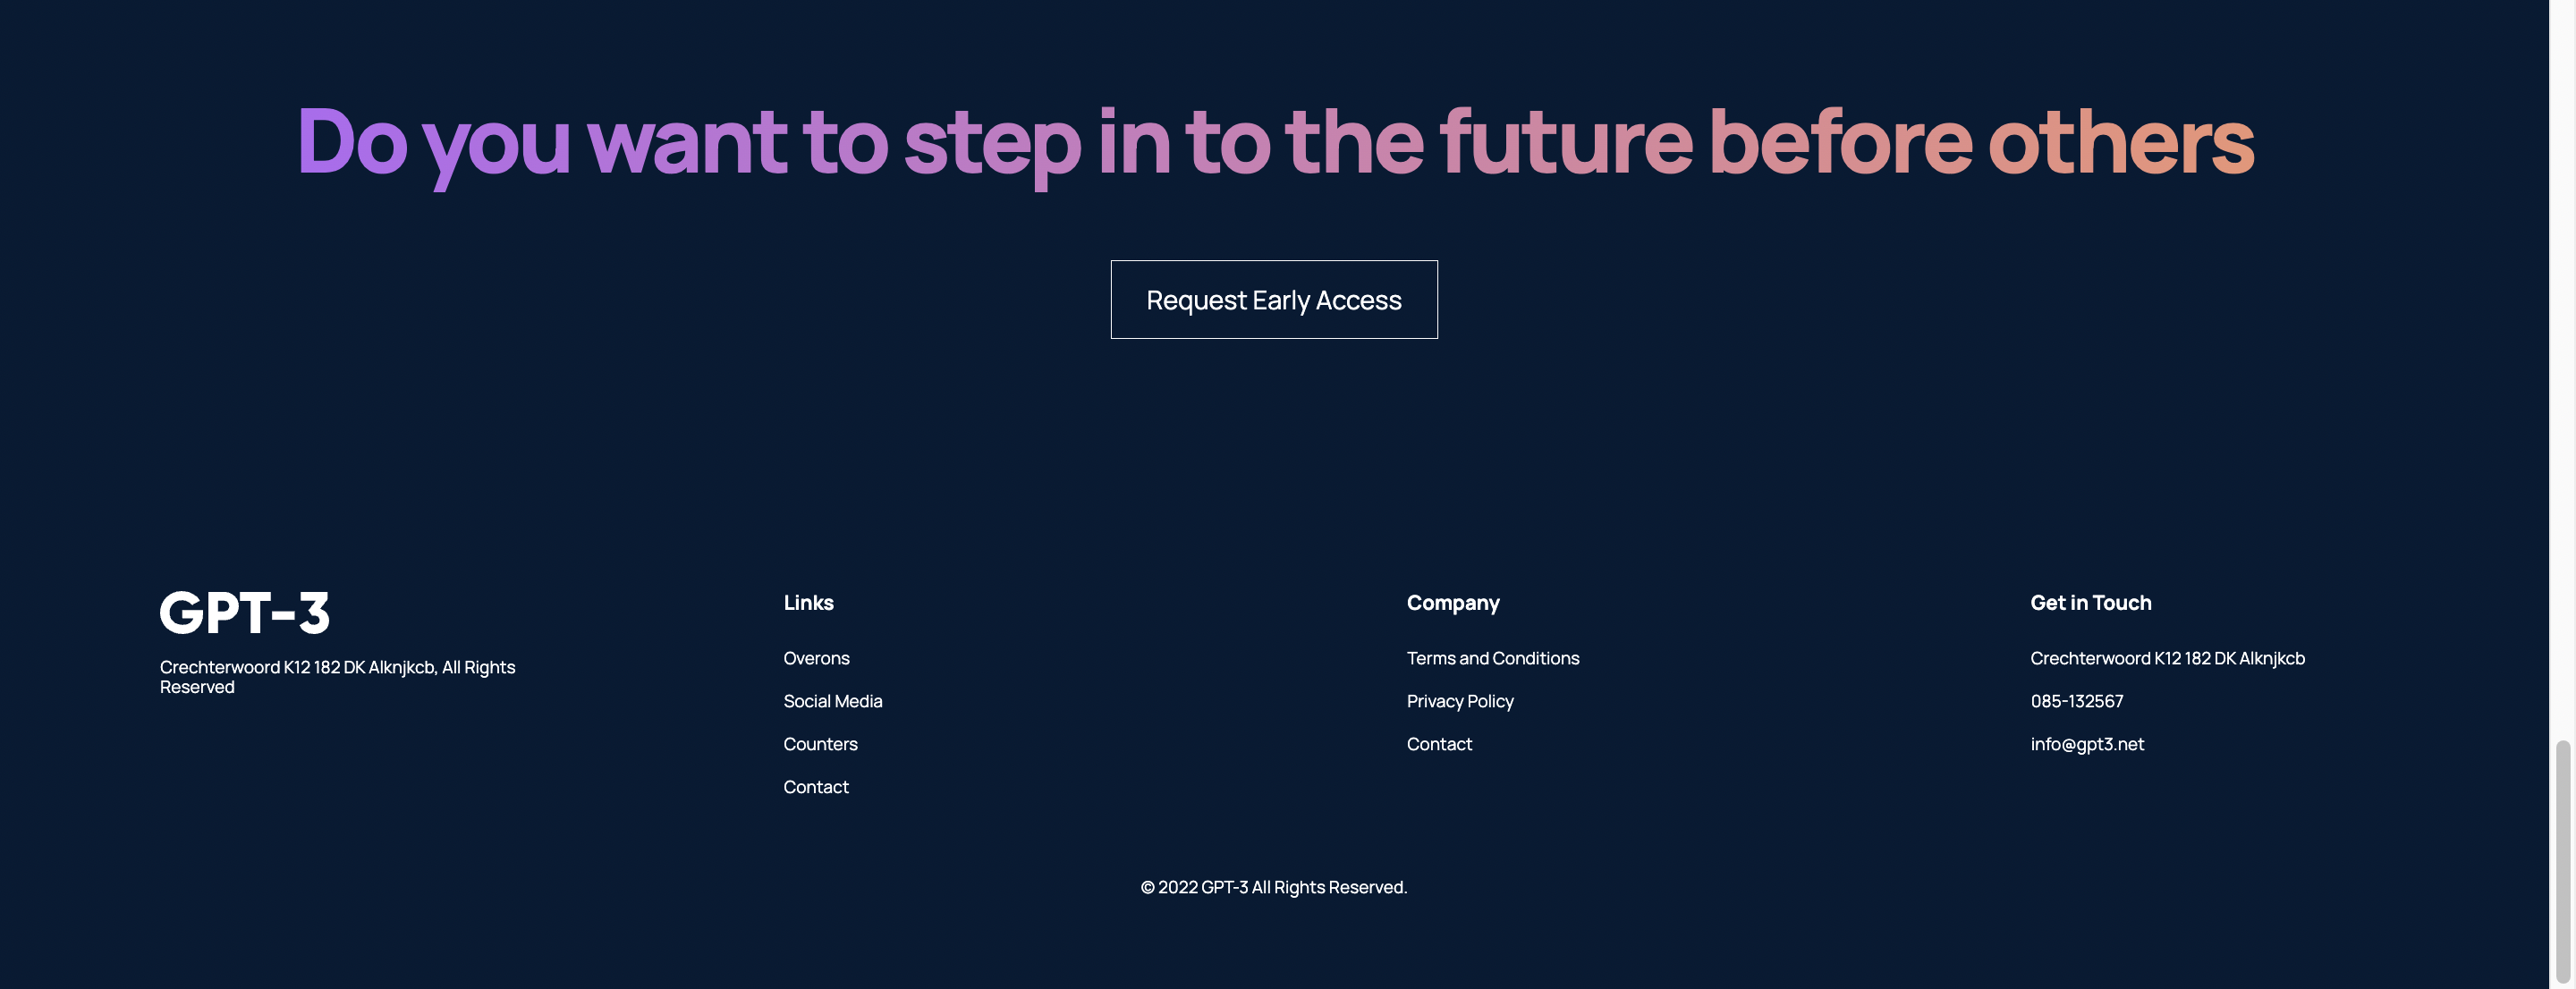 Do you want to step in to the future before others
Request Early Access
GPT-3
Crechterwoord K12 182 DK Alknjkcb, All Rights
Reserved
Links
Overons
Social Media
Counters
Contact
Company
Terms and Conditions
Privacy Policy
Contact
Get in Touch
Crechterwoord K12 182 DK Alknjkcb
085-132567
info@gpt3.net
© 2022 GPT-3 All Rights Reserved.